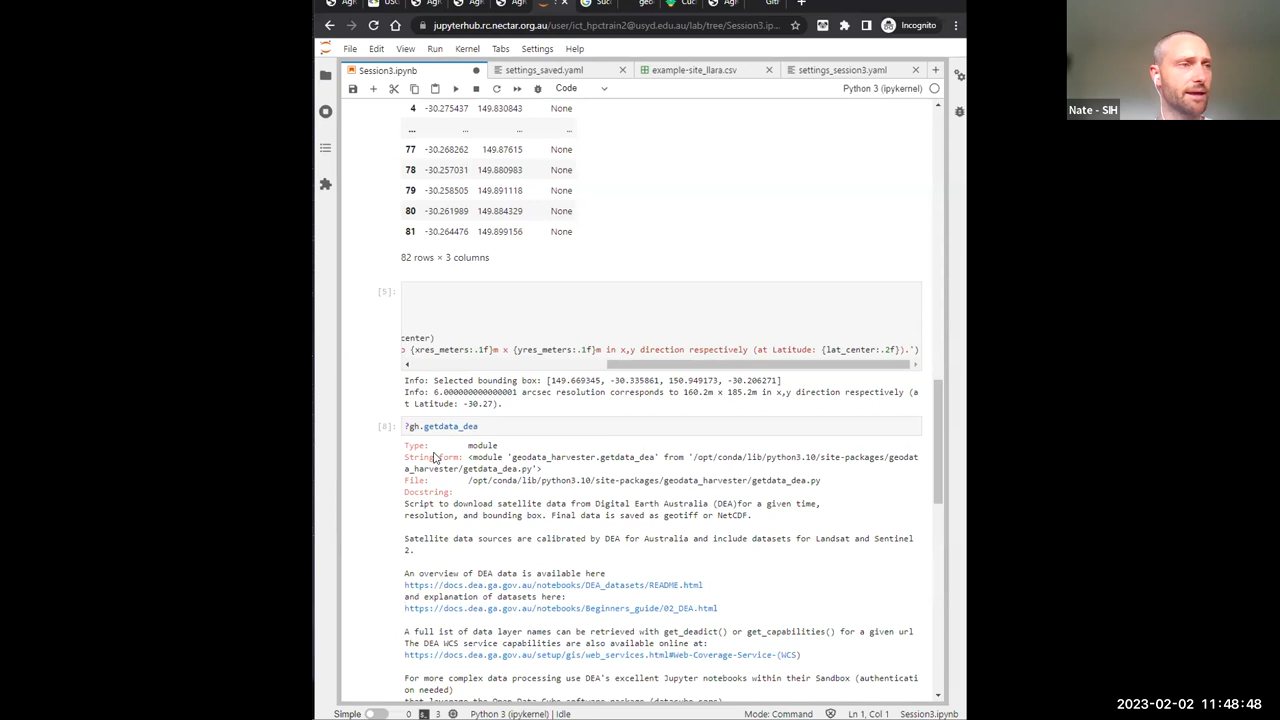 jupyterhub.rc.nectar.org.au/user/ict_hpctrain2@usyd.edu.au/lab/tree/Session3.ip... Incognito
File Edit View Run Kernel Tabs Settings Help
Session3.ipynb settings_saved.yaml example-site_llara.csv settings_session3.yaml
Code Python 3 (ipykernel)
4 -30.275437 149.830843 None
... ... ... ...
77 -30.268262 149.87615 None
78 -30.257031 149.880983 None
79 -30.258505 149.891118 None
80 -30.261989 149.884329 None
81 -30.264476 149.899156 None
82 rows × 3 columns
[5]:
center)
o {xres_meters:.1f}m x {yres_meters:.1f}m in x,y direction respectively (at Latitude: {lat_center:.2f}).')
Info: Selected bounding box: [149.669345, -30.335861, 150.949173, -30.206271]
Info: 6.000000000000001 arcsec resolution corresponds to 160.2m x 185.2m in x,y direction respectively (a
t Latitude: -30.27).
[8]: ?gh.getdata_dea
Type: module
String form: <module 'geodata_harvester.getdata_dea' from '/opt/conda/lib/python3.10/site-packages/geodat
a_harvester/getdata_dea.py'>
File: /opt/conda/lib/python3.10/site-packages/geodata_harvester/getdata_dea.py
Docstring:
Script to download satellite data from Digital Earth Australia (DEA)for a given time,
resolution, and bounding box. Final data is saved as geotiff or NetCDF.
Satellite data sources are calibrated by DEA for Australia and include datasets for Landsat and Sentinel
2.
An overview of DEA data is available here
https://docs.dea.ga.gov.au/notebooks/DEA_datasets/README.html
and explanation of datasets here:
https://docs.dea.ga.gov.au/notebooks/Beginners_guide/02_DEA.html
A full list of data layer names can be retrieved with get_deadict() or get_capabilities() for a given url
The DEA WCS service capabilities are also available online at:
https://docs.dea.ga.gov.au/setup/gis/web_services.html#Web-Coverage-Service-(WCS)
For more complex data processing use DEA's excellent Jupyter notebooks within their Sandbox (authenticati
on needed)
Simple 0 3 Python 3 (ipykernel) | Idle Mode: Command Ln 1, Col 1 Session3.ipynb
Nate - SIH
2023-02-02 11:48:48